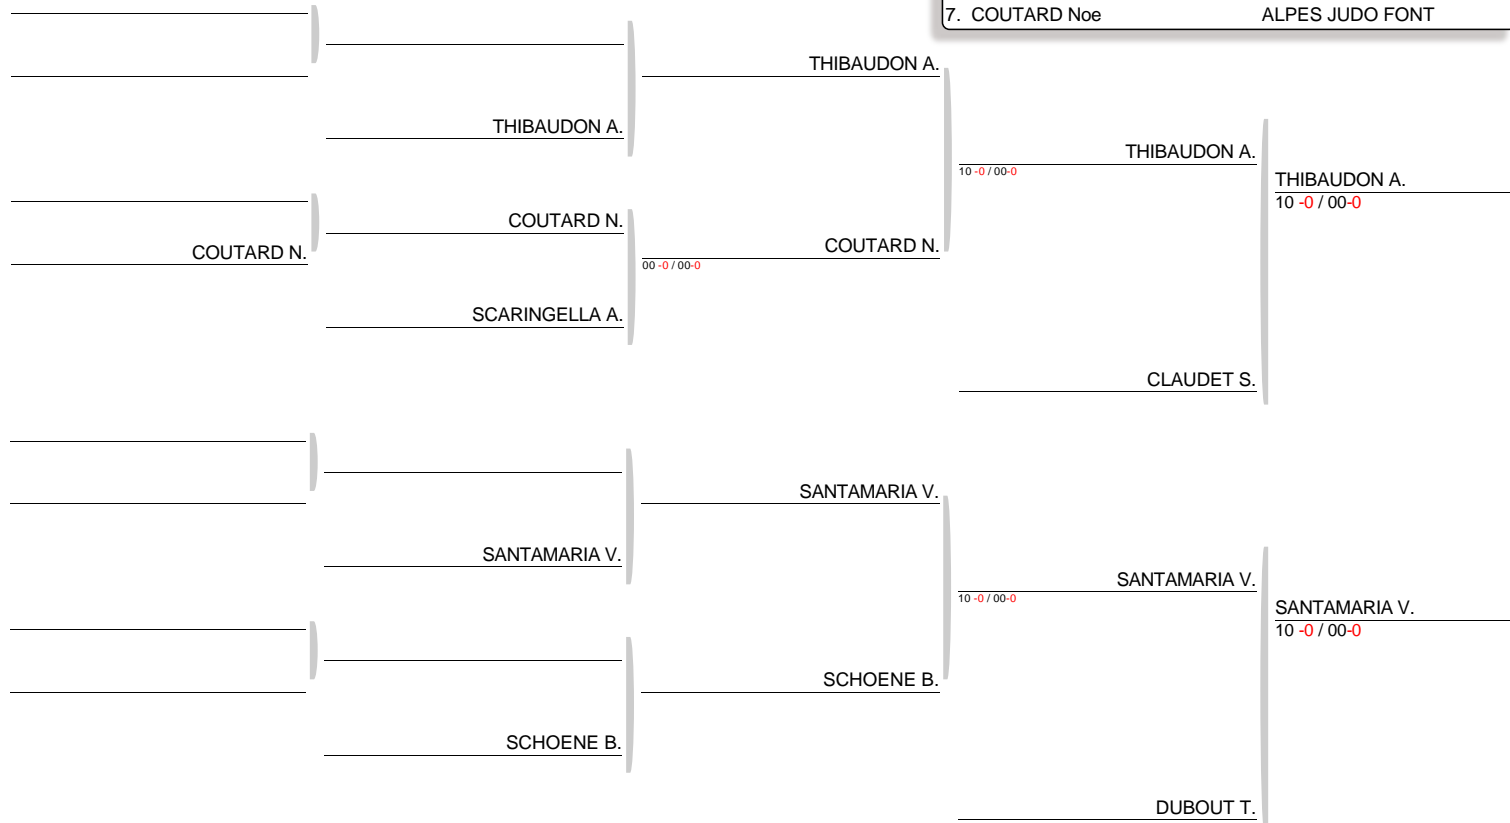 7. COUTARD Noe ALPES JUDO FONT
THIBAUDON A.
THIBAUDON A.
THIBAUDON A.
10 -0 / 00-0
THIBAUDON A.
10 -0 / 00-0
COUTARD N.
COUTARD N.
COUTARD N.
00 -0 / 00-0
SCARINGELLA A.
CLAUDET S.
SANTAMARIA V.
SANTAMARIA V.
SANTAMARIA V.
10 -0 / 00-0
SANTAMARIA V.
10 -0 / 00-0
SCHOENE B.
SCHOENE B.
DUBOUT T.